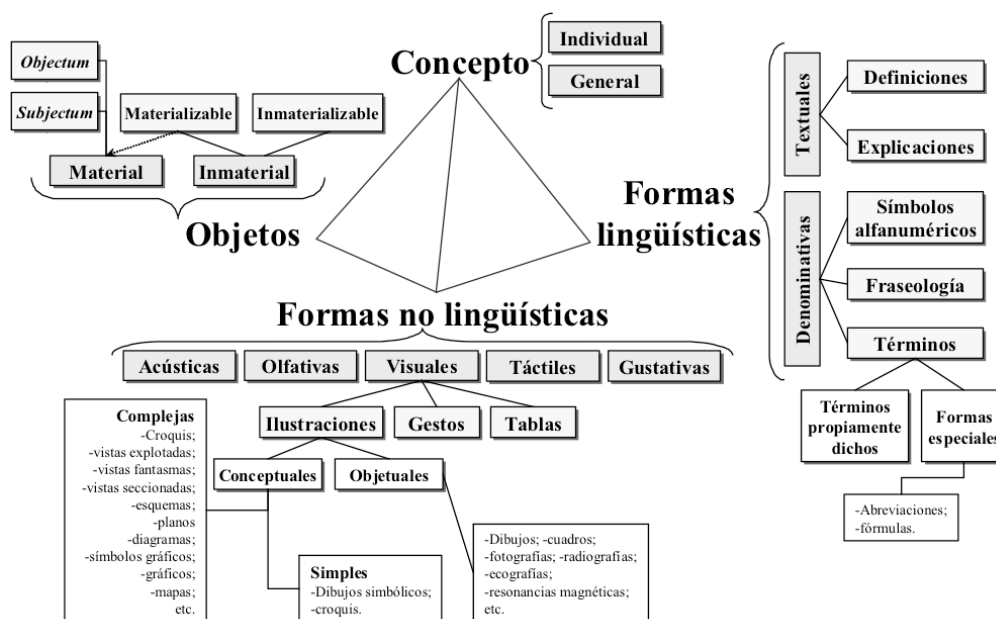 Concepto
Individual
General
Objectum
Subjectum
Materializable
Inmaterializable
Material
Inmaterial
Objetos
Formas
lingüísticas
Textuales
Definiciones
Explicaciones
Denominativas
Símbolos
alfanuméricos
Fraseología
Términos
Términos
propiamente
dichos
Formas
especiales
-Abreviaciones;
-fórmulas.
Formas no lingüísticas
Acústicas
Olfativas
Visuales
Táctiles
Gustativas
Ilustraciones
Gestos
Tablas
Conceptuales
Objetuales
Complejas
-Croquis;
-vistas explotadas;
-vistas fantasmas;
-vistas seccionadas;
-esquemas;
-planos
-diagramas;
-símbolos gráficos;
-gráficos;
-mapas;
etc.
Simples
-Dibujos simbólicos;
-croquis.
-Dibujos; -cuadros;
-fotografías; -radiografías;
-ecografías;
-resonancias magnéticas;
etc.